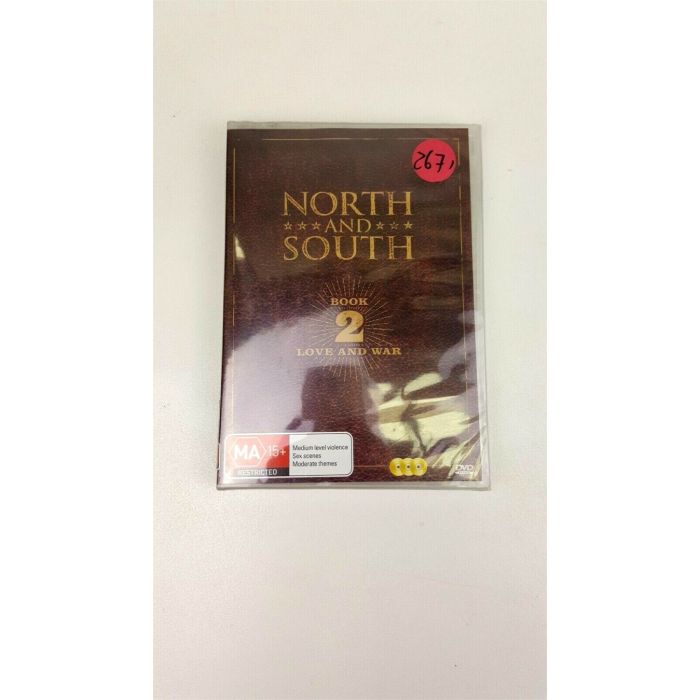 267,
NORTH
AND
SOUTH
BOOK
2
LOVE AND WAR
MA 15+
RESTRICTED
Medium level violence
Sex scenes
Moderate themes
DVD